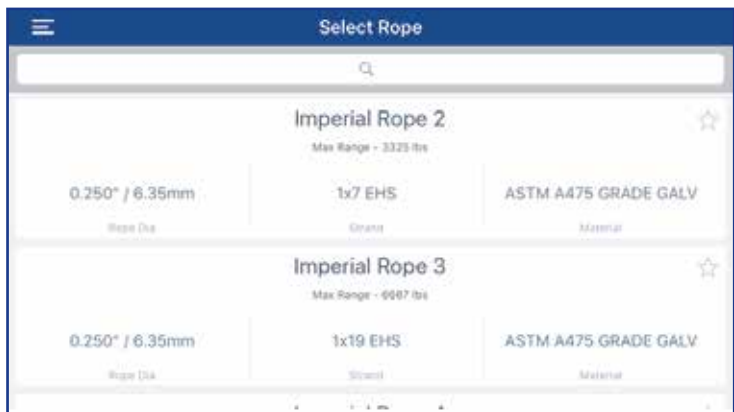 Select Rope
Imperial Rope 2
Max Range - 3325 lbs
0.250" / 6.35mm 1x7 EHS ASTM A475 GRADE GALV
Rope Dia Strand Material
Imperial Rope 3
Max Range - 6667 lbs
0.250" / 6.35mm 1x19 EHS ASTM A475 GRADE GALV
Rope Dia Strand Material